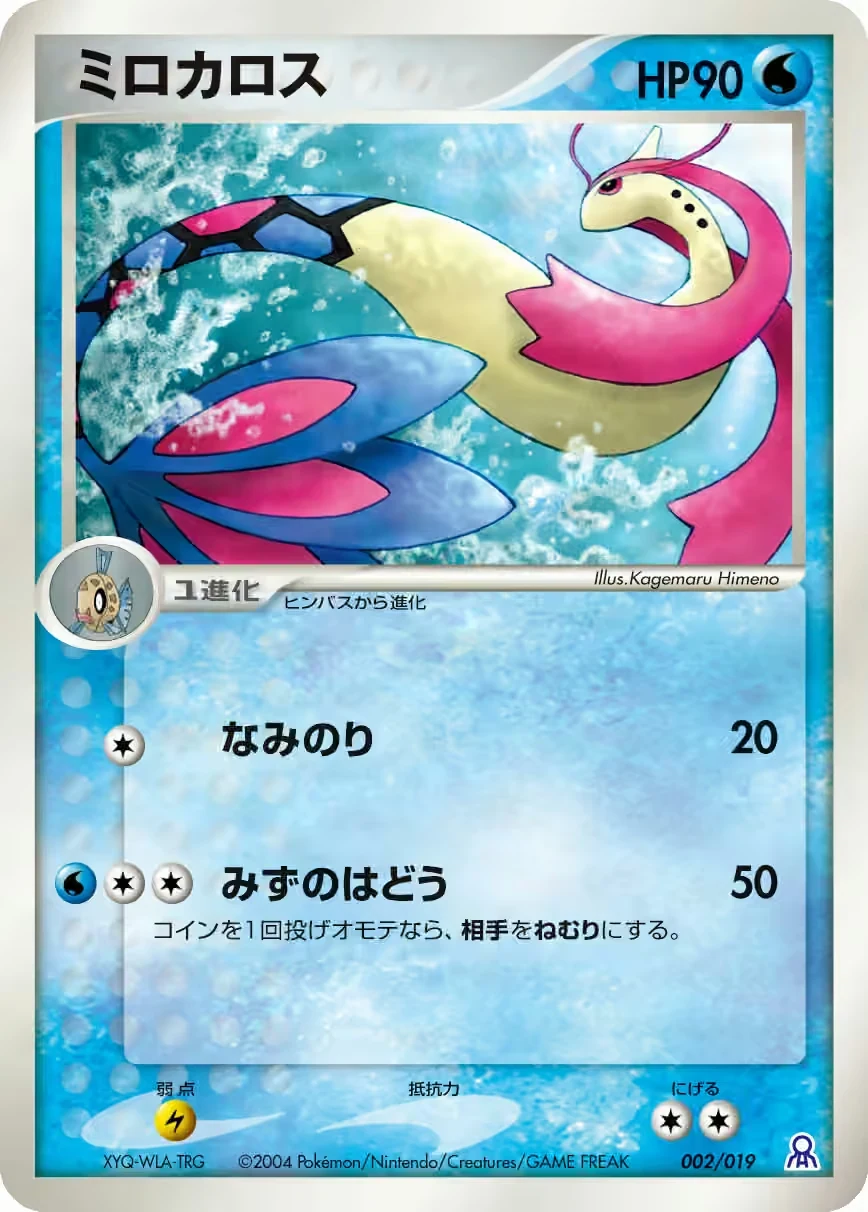 ミロカロス
HP90
Illus.Kagemaru Himeno
1進化
ヒンバスから進化
なみのり 20
みずのはどう 50
コインを1回投げオモテなら、相手をねむりにする。
弱点 抵抗力 にげる
XYQ-WLA-TRG ©2004 Pokémon/Nintendo/Creatures/GAME FREAK 002/019